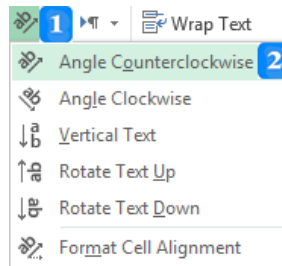 1 Wrap Text
Angle Counterclockwise 2
Angle Clockwise
Vertical Text
Rotate Text Up
Rotate Text Down
Format Cell Alignment